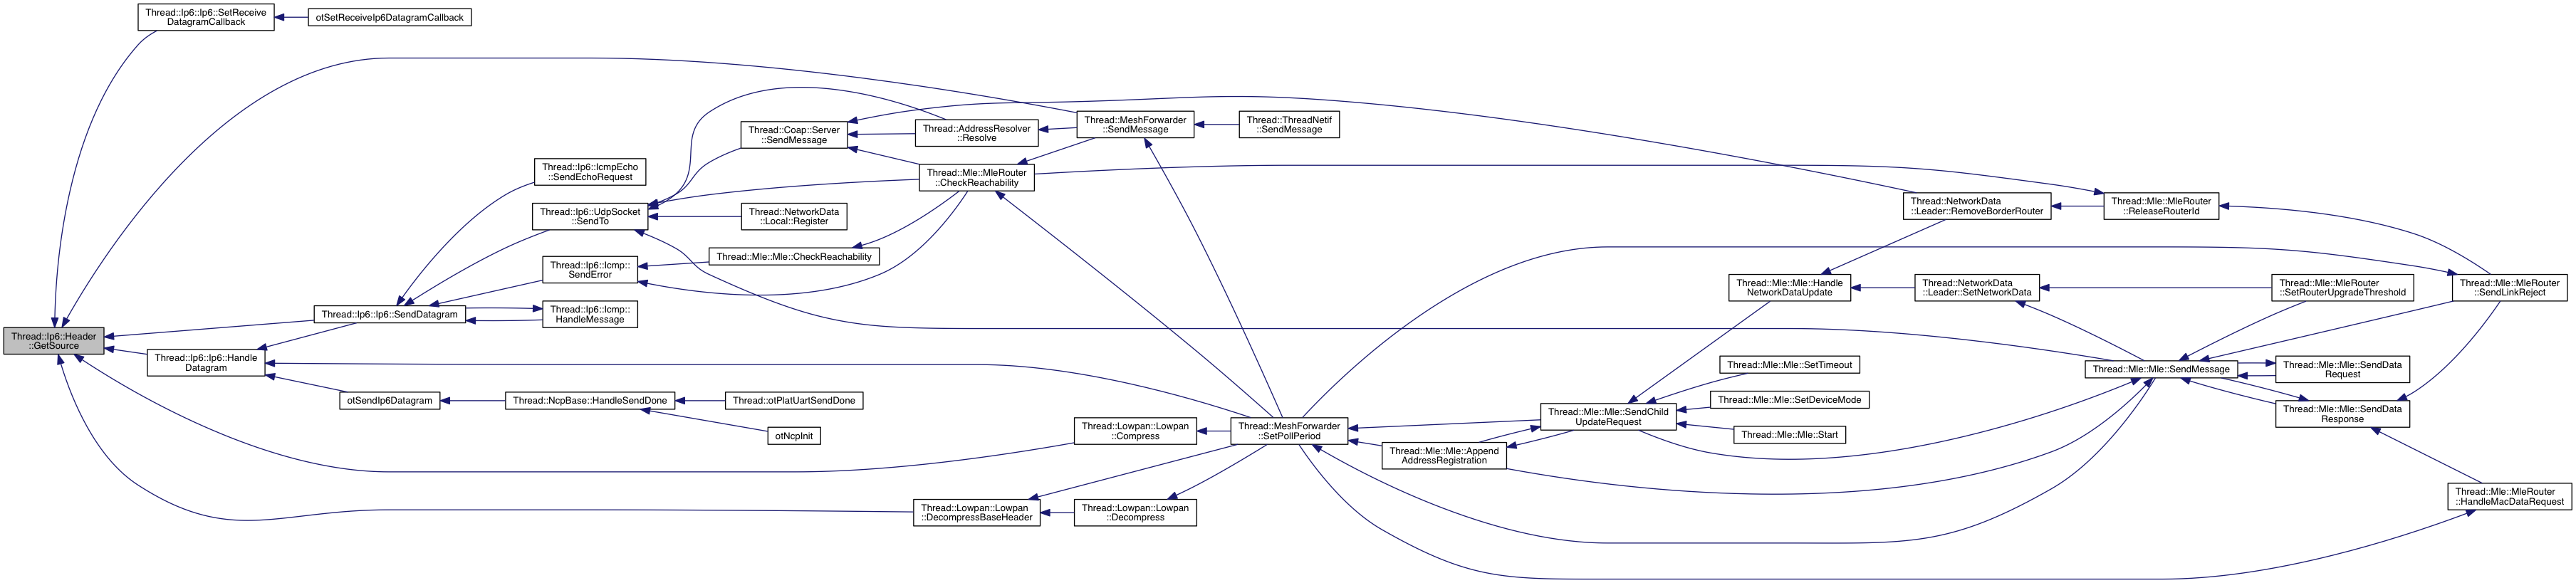 Thread::Ip6::Ip6::SetReceive
DatagramCallback
otSetReceiveIp6DatagramCallback
Thread::MeshForwarder
::SendMessage
Thread::ThreadNetif
::SendMessage
Thread::Coap::Server
::SendMessage
Thread::AddressResolver
::Resolve
Thread::Ip6::IcmpEcho
::SendEchoRequest
Thread::Mle::MleRouter
::CheckReachability
Thread::Ip6::UdpSocket
::SendTo
Thread::NetworkData
::Local::Register
Thread::NetworkData
::Leader::RemoveBorderRouter
Thread::Mle::MleRouter
::ReleaseRouterId
Thread::Mle::Mle::CheckReachability
Thread::Ip6::Icmp::
SendError
Thread::Mle::Mle::Handle
NetworkDataUpdate
Thread::NetworkData
::Leader::SetNetworkData
Thread::Mle::MleRouter
::SetRouterUpgradeThreshold
Thread::Mle::MleRouter
::SendLinkReject
Thread::Ip6::Ip6::SendDatagram
Thread::Ip6::Icmp::
HandleMessage
Thread::Ip6::Header
::GetSource
Thread::Ip6::Ip6::Handle
Datagram
Thread::Mle::Mle::SetTimeout
Thread::Mle::Mle::SendMessage
Thread::Mle::Mle::SendData
Request
otSendIp6Datagram
Thread::NcpBase::HandleSendDone
Thread::otPlatUartSendDone
Thread::Mle::Mle::SetDeviceMode
Thread::Mle::Mle::SendChild
UpdateRequest
Thread::Mle::Mle::SendData
Response
otNcpInit
Thread::Lowpan::Lowpan
::Compress
Thread::MeshForwarder
::SetPollPeriod
Thread::Mle::Mle::Start
Thread::Mle::Mle::Append
AddressRegistration
Thread::Mle::MleRouter
::HandleMacDataRequest
Thread::Lowpan::Lowpan
::DecompressBaseHeader
Thread::Lowpan::Lowpan
::Decompress